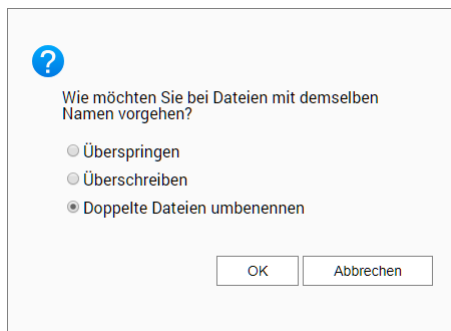 ?
Wie möchten Sie bei Dateien mit demselben
Namen vorgehen?
Überspringen
Überschreiben
Doppelte Dateien umbenennen
OK Abbrechen